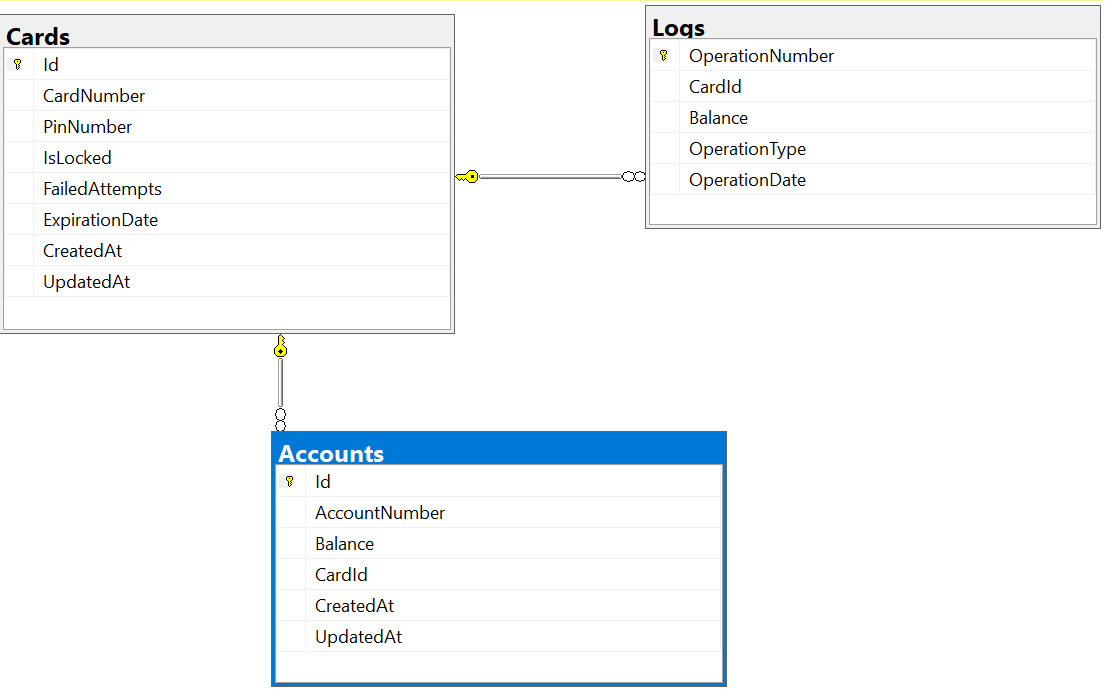 Cards
Id
CardNumber
PinNumber
IsLocked
FailedAttempts
ExpirationDate
CreatedAt
UpdatedAt
Logs
OperationNumber
CardId
Balance
OperationType
OperationDate
Accounts
Id
AccountNumber
Balance
CardId
CreatedAt
UpdatedAt